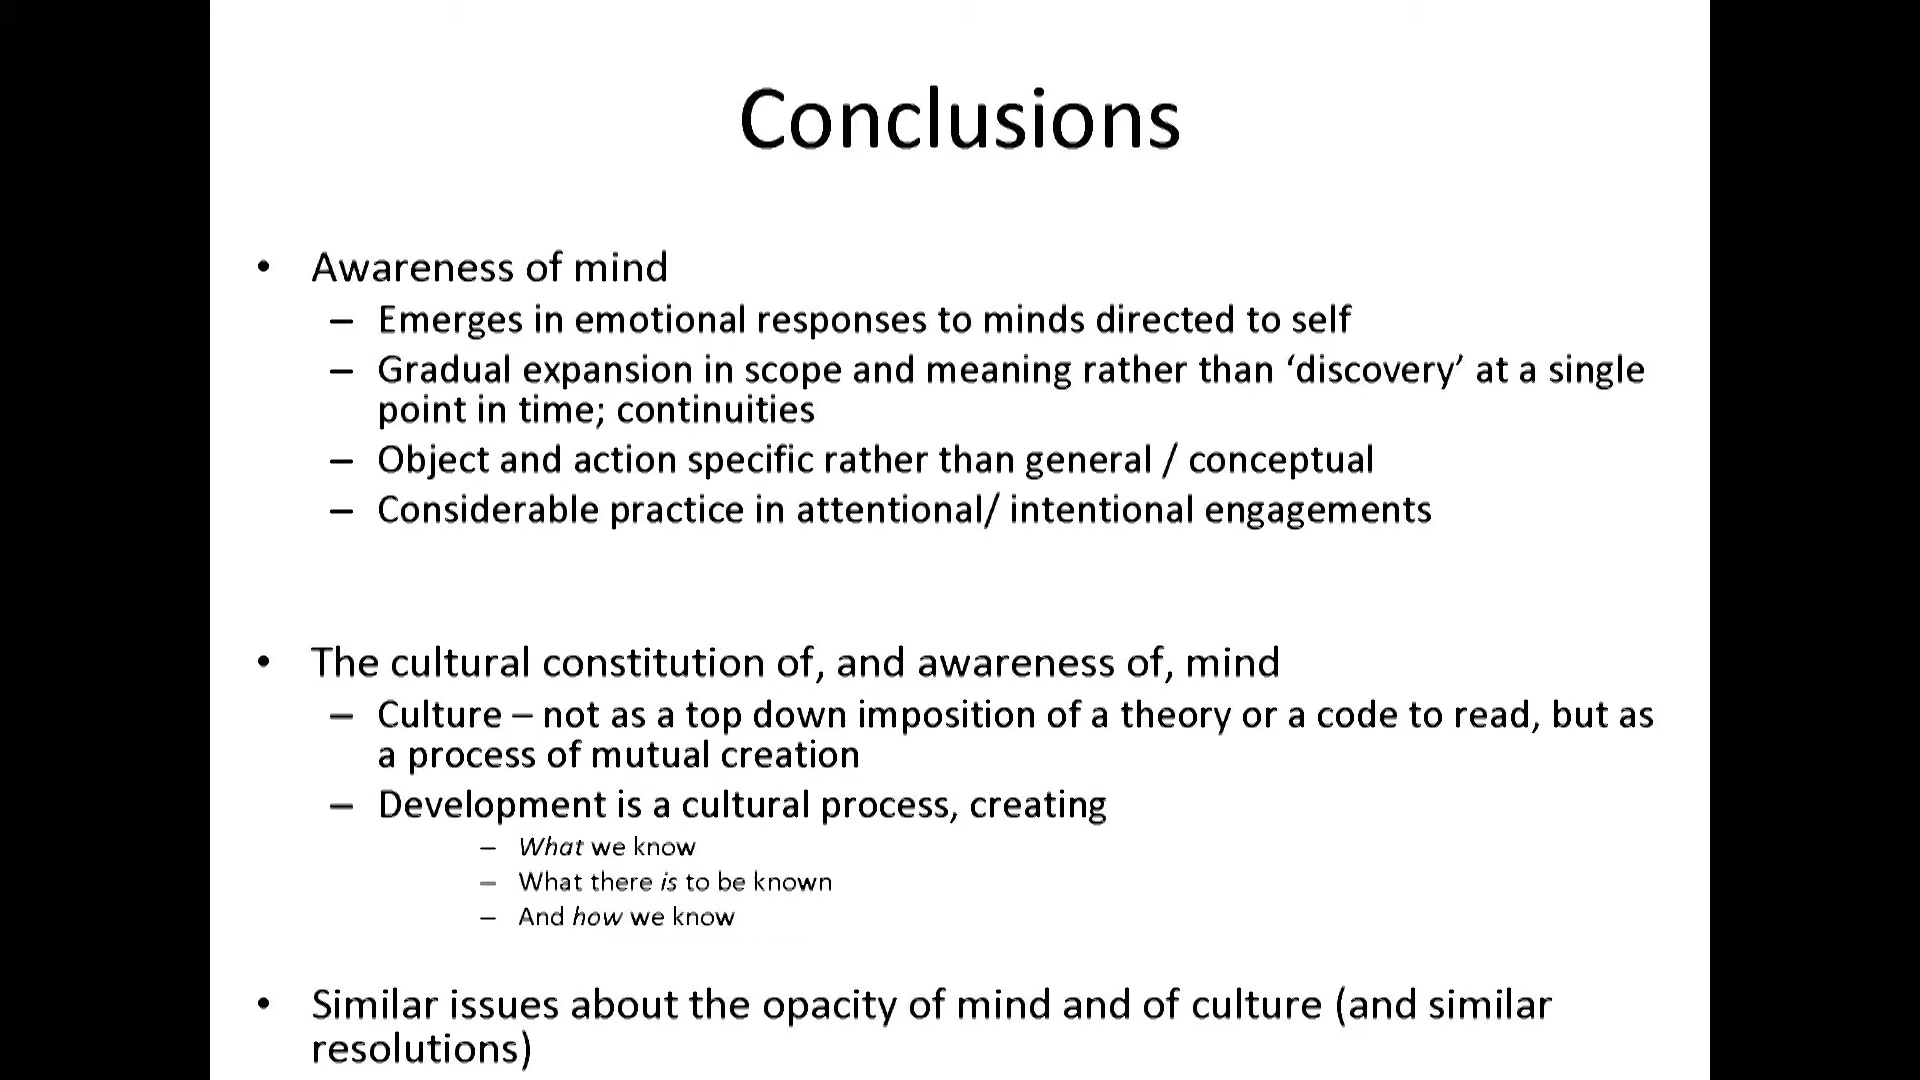 Conclusions
• Awareness of mind
– Emerges in emotional responses to minds directed to self
– Gradual expansion in scope and meaning rather than ‘discovery’ at a single
point in time; continuities
– Object and action specific rather than general / conceptual
– Considerable practice in attentional/ intentional engagements
• The cultural constitution of, and awareness of, mind
– Culture – not as a top down imposition of a theory or a code to read, but as
a process of mutual creation
– Development is a cultural process, creating
– What we know
– What there is to be known
– And how we know
• Similar issues about the opacity of mind and of culture (and similar
resolutions)